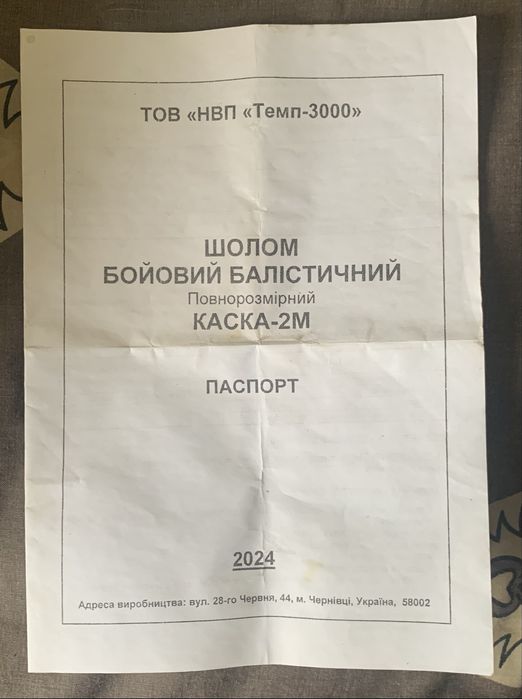 ТОВ «НВП «Темп-3000»
ШОЛОМ
БОЙОВИЙ БАЛІСТИЧНИЙ
Повнорозмірний
КАСКА-2М
ПАСПОРТ
2024
Адреса виробництва: вул. 28-го Червня, 44, м. Чернівці, Україна, 58002